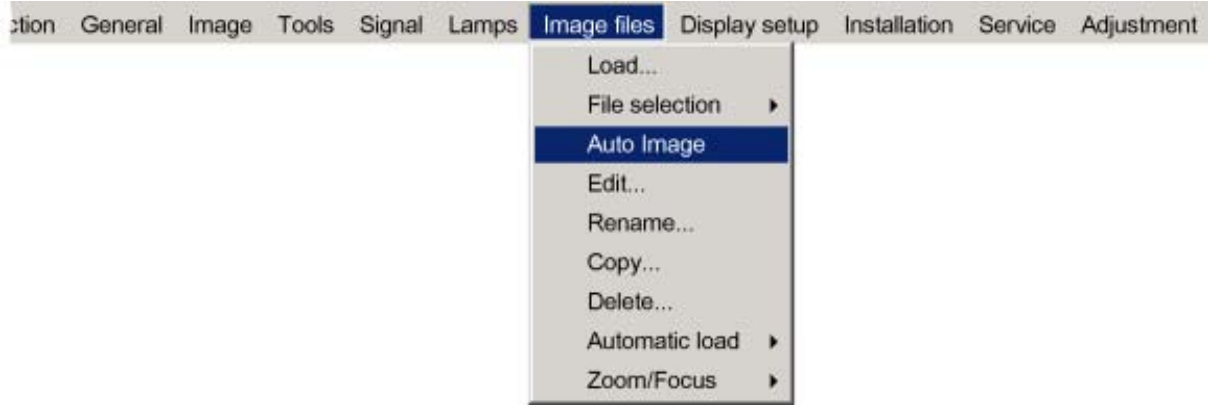 General Image Tools Signal Lamps Image files Display setup Installation Service Adjustment
Load...
File selection
Auto Image
Edit...
Rename...
Copy...
Delete...
Automatic load
Zoom/Focus